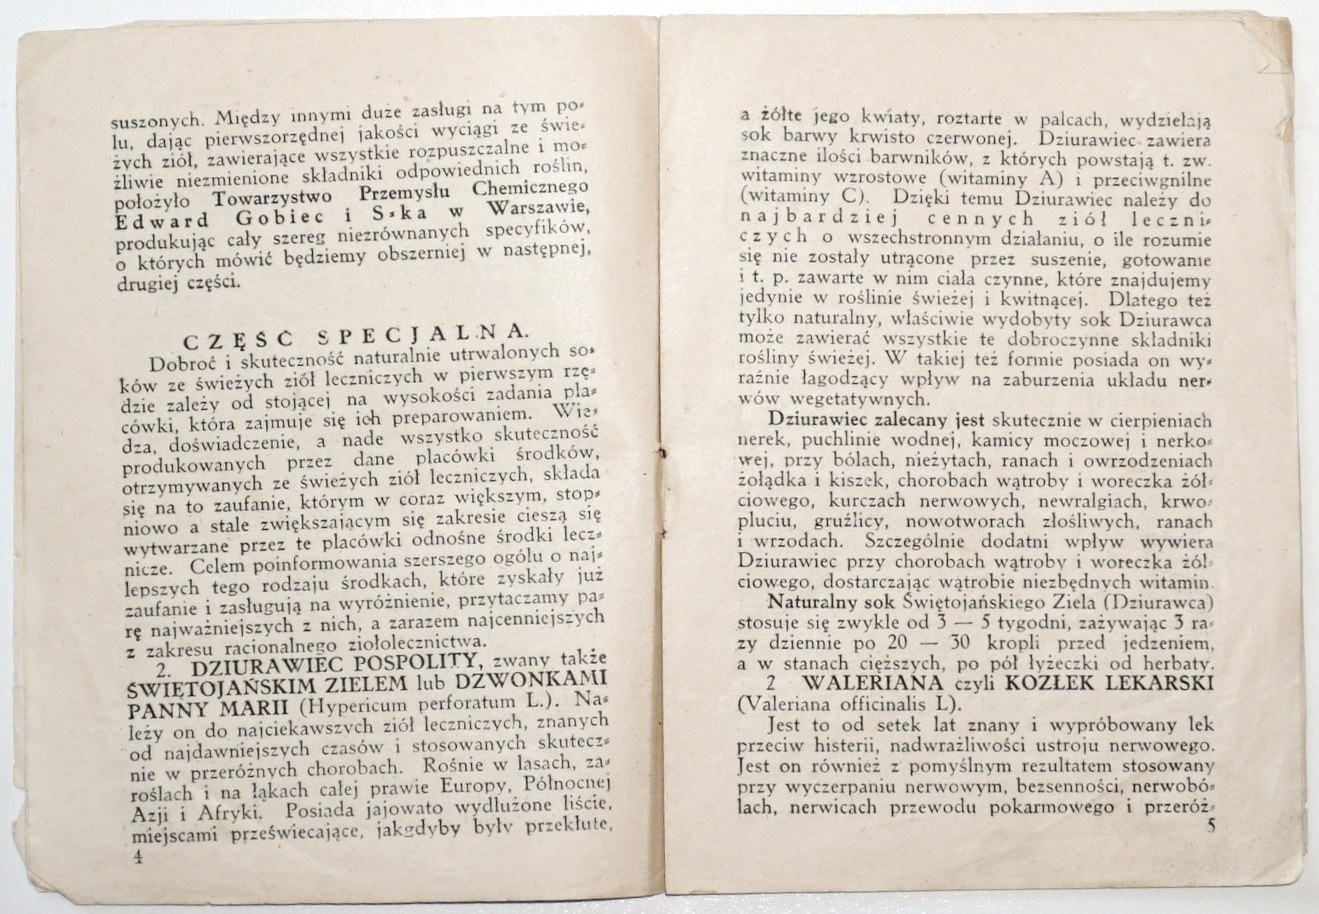 suszonych. Między innymi duże zasługi na tym po-
lu, dając pierwszorzędnej jakości wyciągi ze świe-
żych ziół, zawierające wszystkie rozpuszczalne i mo-
żliwie niezmienione składniki odpowiednich roślin,
położyło Towarzystwo Przemysłu Chemicznego
Edward Gobiec i S-ka w Warszawie,
produkując cały szereg niezrównanych specyfików,
o których mówić będziemy obszerniej w następnej,
drugiej części.
CZĘŚĆ SPECJALNA.
Dobroć i skuteczność naturalnie utrwalonych so-
ków ze świeżych ziół leczniczych w pierwszym rzę-
dzie zależy od stojącej na wysokości zadania pla-
cówki, która zajmuje się ich preparowaniem. Wie-
dza, doświadczenie, a nade wszystko skuteczność
produkowanych przez dane placówki środków,
otrzymywanych ze świeżych ziół leczniczych, składa
się na to zaufanie, którym w coraz większym, stop-
niowo a stale zwiększającym się zakresie cieszą się
wytwarzane przez te placówki odnośne środki lecz-
nicze. Celem poinformowania szerszego ogółu o naj-
lepszych tego rodzaju środkach, które zyskały już
zaufanie i zasługują na wyróżnienie, przytaczamy pa-
rę najważniejszych z nich, a zarazem najcenniejszych
z zakresu racjonalnego ziołolecznictwa.
2. DZIURAWIEC POSPOLITY, zwany także
ŚWIĘTOJAŃSKIM ZIELEM lub DZWONKAMI
PANNY MARII (Hypericum perforatum L.). Na-
leży on do najciekawszych ziół leczniczych, znanych
od najdawniejszych czasów i stosowanych skutecz-
nie w przeróżnych chorobach. Rośnie w lasach, za-
roślach i na łąkach całej prawie Europy, Północnej
Azji i Afryki. Posiada jajowato wydłużone liście,
miejscami przeświecające, jakgdyby były przekłute,
4
a żółte jego kwiaty, roztarte w palcach, wydzielają
sok barwy krwisto czerwonej. Dziurawiec zawiera
znaczne ilości barwników, z których powstają t. zw.
witaminy wzrostowe (witaminy A) i przeciwgnilne
(witaminy C). Dzięki temu Dziurawiec należy do
najbardziej cennych ziół leczni-
czych o wszechstronnym działaniu, o ile rozumie
się nie zostały utrącone przez suszenie, gotowanie
i t. p. zawarte w nim ciała czynne, które znajdujemy
jedynie w roślinie świeżej i kwitnącej. Dlatego też
tylko naturalny, właściwie wydobyty sok Dziurawca
może zawierać wszystkie te dobroczynne składniki
rośliny świeżej. W takiej też formie posiada on wy-
raźnie łagodzący wpływ na zaburzenia układu ner-
wów wegetatywnych.
Dziurawiec zalecany jest skutecznie w cierpieniach
nerek, puchlinie wodnej, kamicy moczowej i nerko-
wej, przy bólach, nieżytach, ranach i owrzodzeniach
żołądka i kiszek, chorobach wątroby i woreczka żół-
ciowego, kurczach nerwowych, newralgiach, krwo-
pluciu, gruźlicy, nowotworach złośliwych, ranach
i wrzodach. Szczególnie dodatni wpływ wywiera
Dziurawiec przy chorobach wątroby i woreczka żół-
ciowego, dostarczając wątrobie niezbędnych witamin.
Naturalny sok Świętojańskiego Ziela (Dziurawca)
stosuje się zwykle od 3 — 5 tygodni, zażywając 3 ra-
zy dziennie po 20 — 30 kropli przed jedzeniem,
a w stanach cięższych, po pół łyżeczki od herbaty.
2 WALERIANA czyli KOZŁEK LEKARSKI
(Valeriana officinalis L).
Jest to od setek lat znany i wypróbowany lek
przeciw histerii, nadwrażliwości ustroju nerwowego.
Jest on również z pomyślnym rezultatem stosowany
przy wyczerpaniu nerwowym, bezsenności, nerwobó-
lach, nerwicach przewodu pokarmowego i przeróż-
5